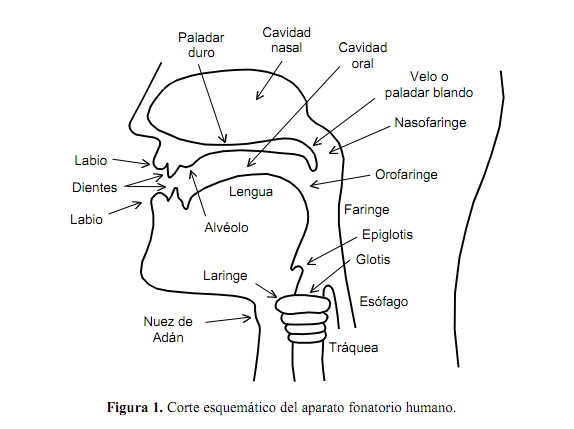 Paladar
duro
Cavidad
nasal
Cavidad
oral
Velo o
paladar blando
Nasofaringe
Labio
Dientes
Labio
Lengua
Alvéolo
Orofaringe
Faringe
Epiglotis
Glotis
Laringe
Esófago
Nuez de
Adán
Tráquea
Figura 1. Corte esquemático del aparato fonatorio humano.